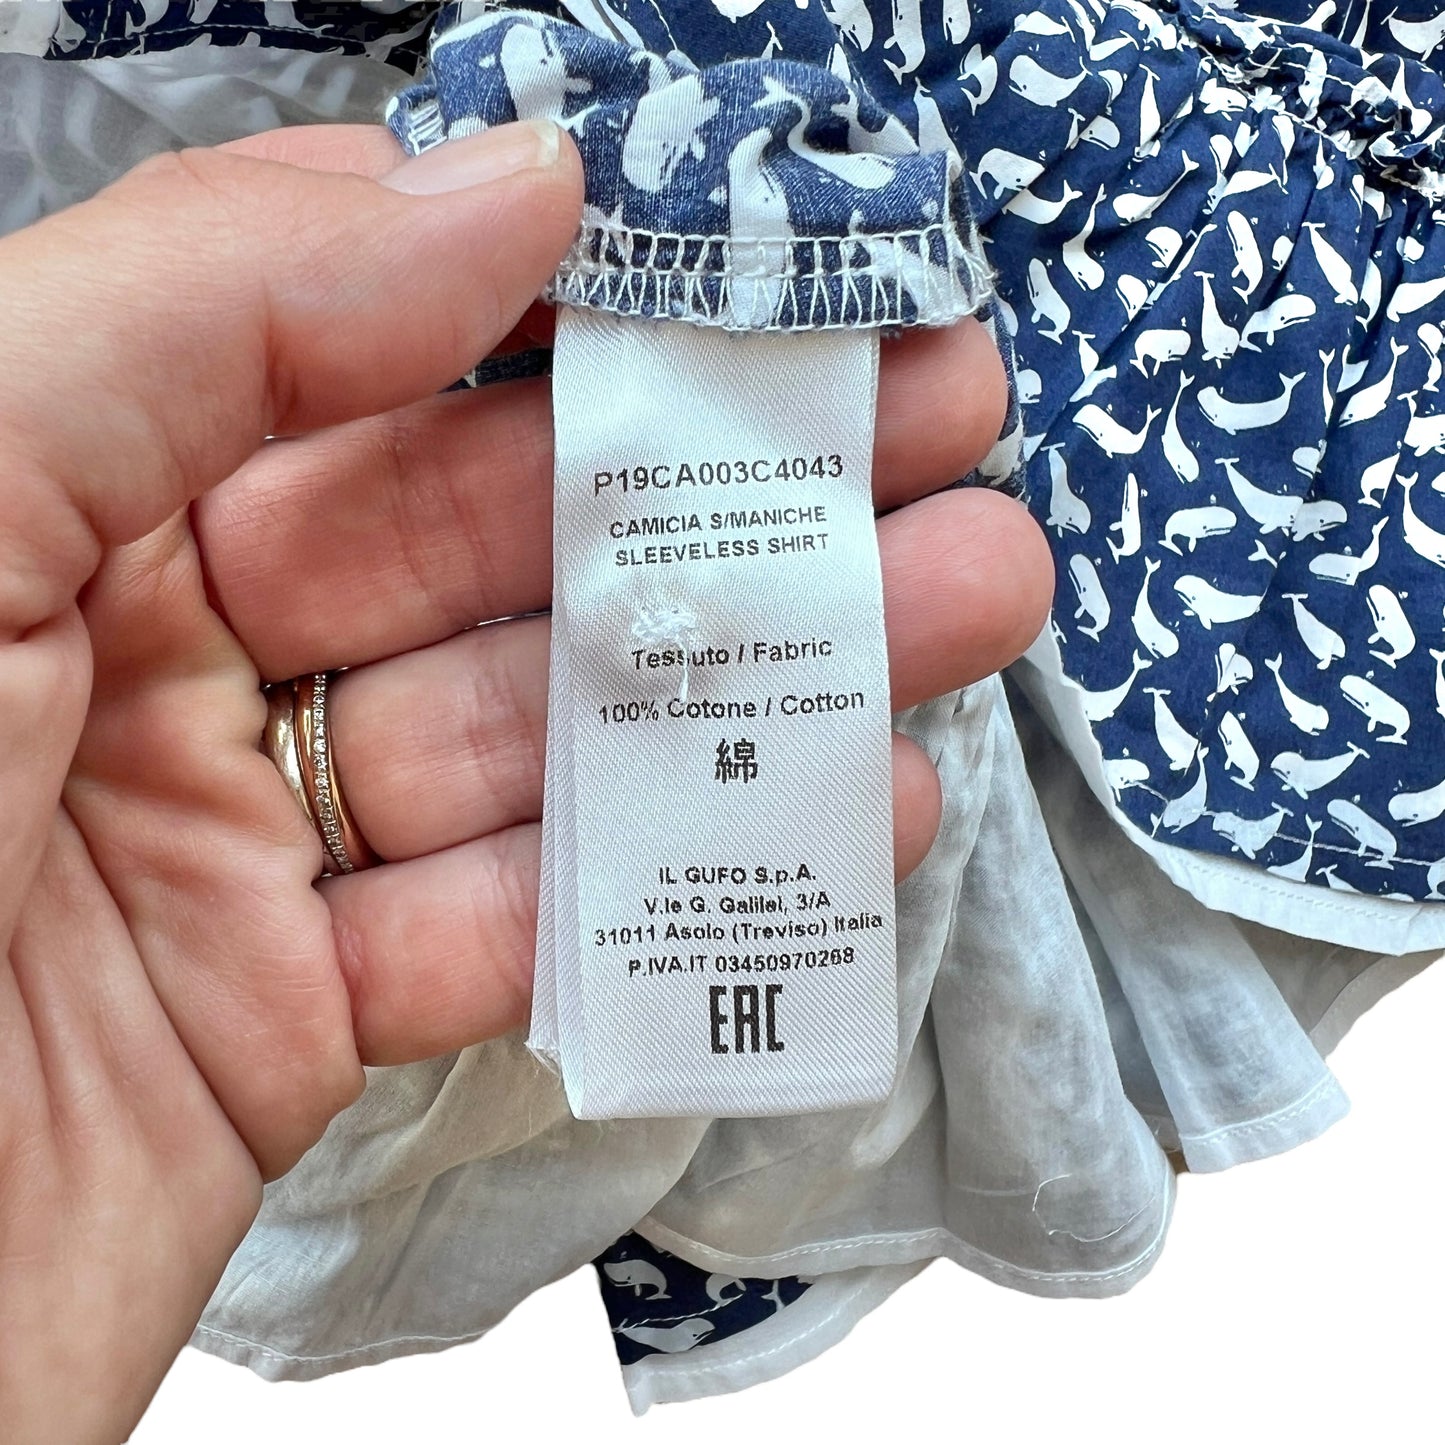 P19CA003C4043
CAMICIA S/MANICHE
SLEEVELESS SHIRT
Tessuto / Fabric
100% Cotone / Cotton
綿
IL GUFO S.p.A.
V.le G. Galilei, 3/A
31011 Asolo (Treviso) Italia
P.IVA.IT 03450970268
EAC